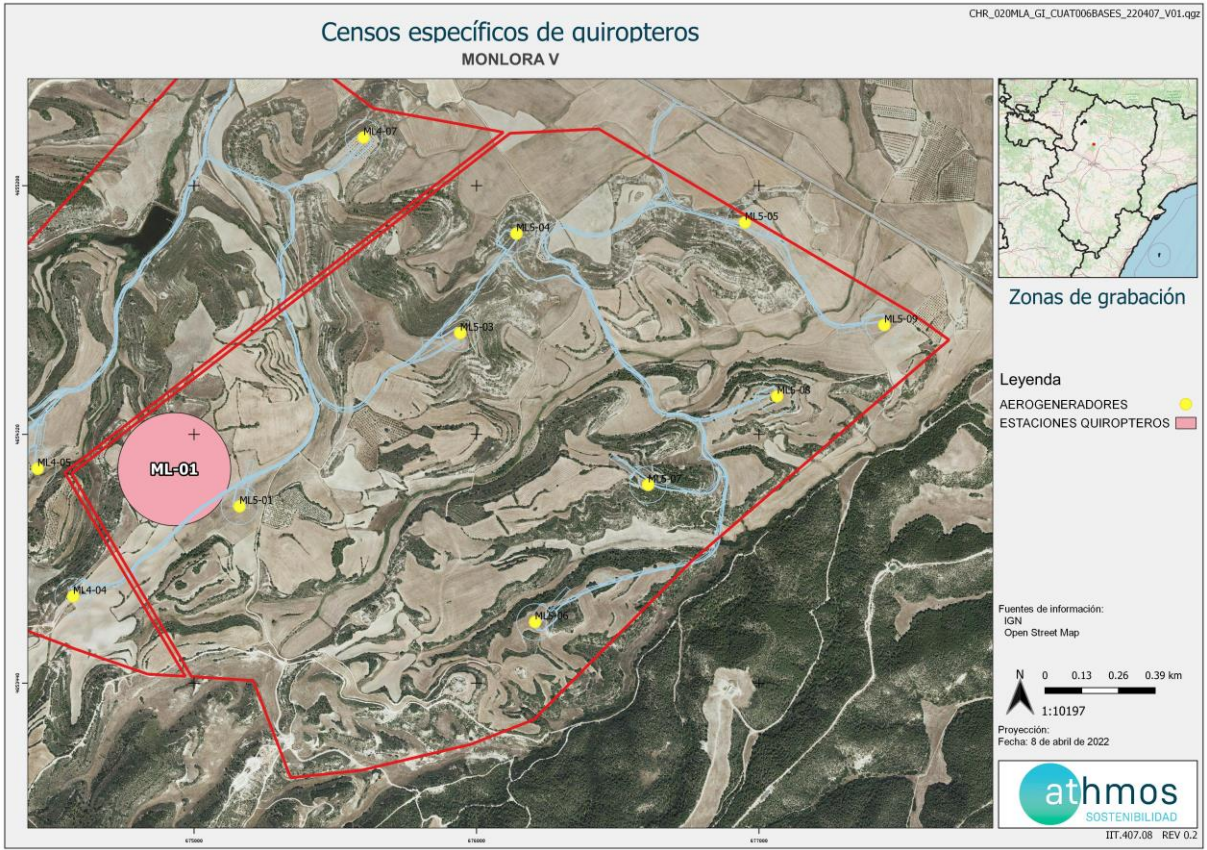 CHR_020MLA_GI_CUAT006BASES_220407_V01.qgz
Censos específicos de quiropteros
MONLORA V
ML4-07
ML5-05
ML5-04
ML5-09
ML5-03
ML5-08
ML-01
ML4-05
ML5-07
ML5-01
ML4-04
ML5-06
675000
676000
677000
Zonas de grabación
Leyenda
AEROGENERADORES
ESTACIONES QUIROPTEROS
Fuentes de información:
IGN
Open Street Map
N
0 0.13 0.26 0.39 km
1:10197
Proyección:
Fecha: 8 de abril de 2022
athmos
SOSTENIBILIDAD
IIT.407.08 REV 0.2